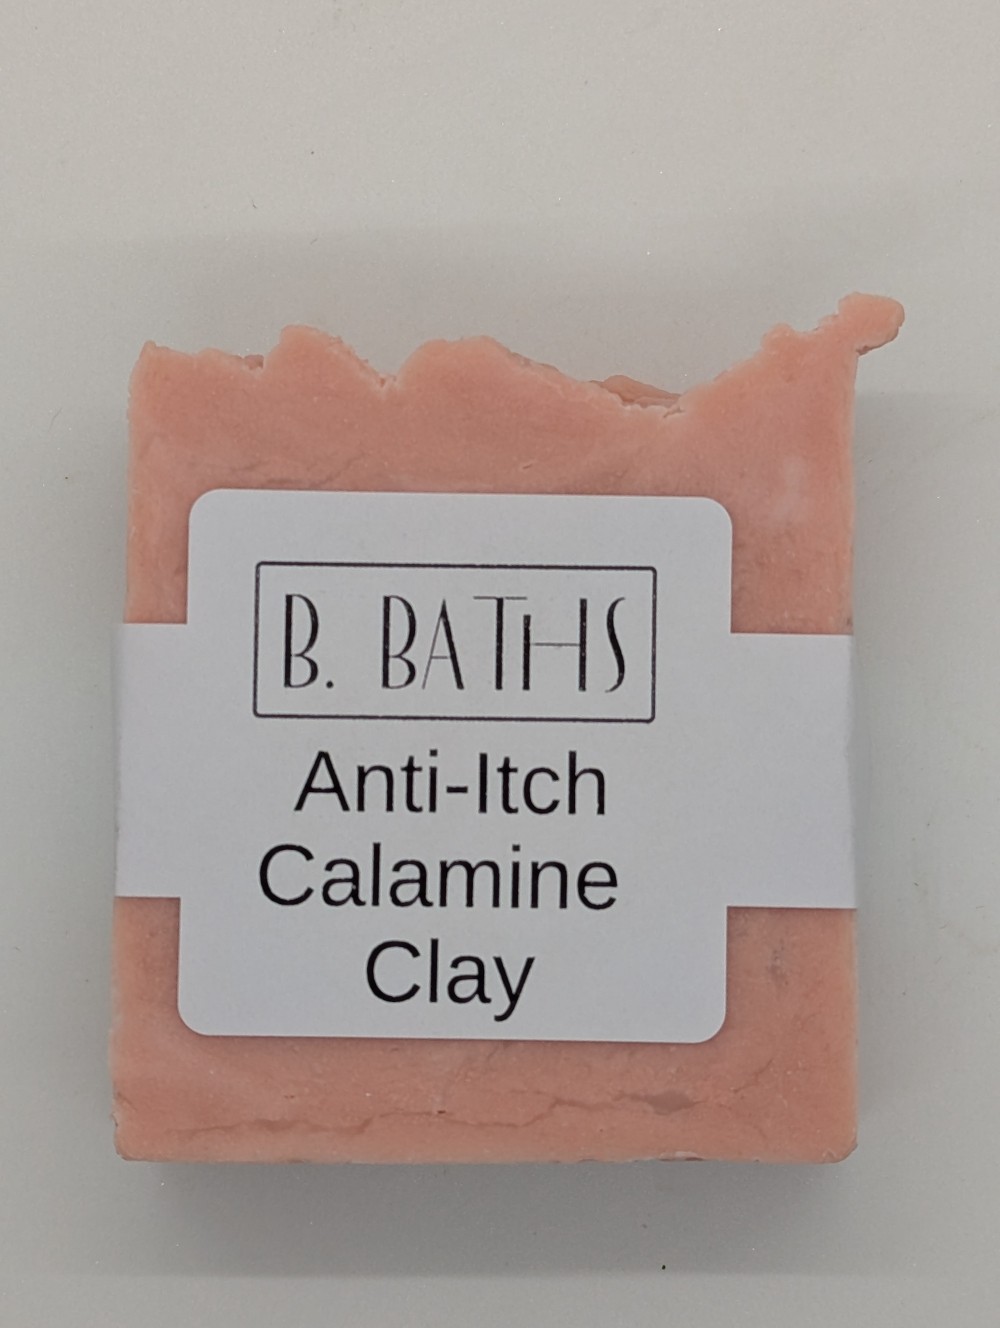 B. BATHS
Anti-Itch
Calamine
Clay